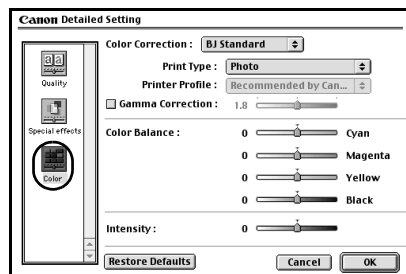 Canon Detailed Setting
Quality
Special effects
Color
Color Correction : BJ Standard
Print Type : Photo
Printer Profile : Recommended by Can...
Gamma Correction : 1.8
Color Balance : 0 Cyan
0 Magenta
0 Yellow
0 Black
Intensity : 0
Restore Defaults Cancel OK